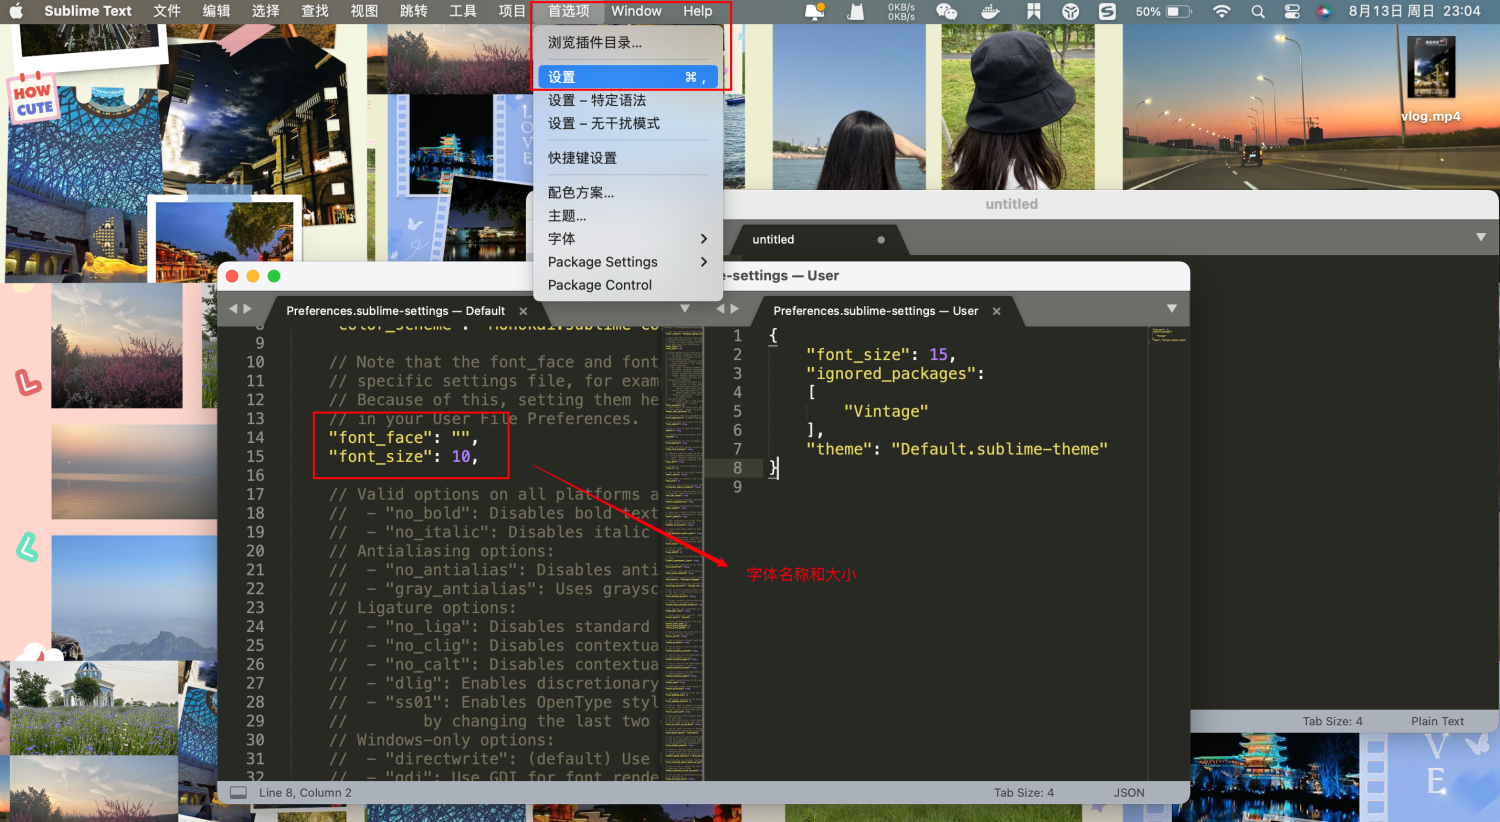 Sublime Text 文件 编辑 选择 查找 视图 跳转 工具 项目 首选项 Window Help 0KB/s 0KB/s 50% 8月13日 周日 23:04
浏览插件目录...
设置 ⌘ ,
设置 – 特定语法
设置 – 无干扰模式
快捷键设置
配色方案...
主题...
字体
Package Settings
Package Control
HOW
CUTE
L
O
V
E
vlog.mp4
untitled
untitled
e-settings — User
Preferences.sublime-settings — Default
Preferences.sublime-settings — User
9
10 // Note that the font_face and font
11 // specific settings file, for exam
12 // Because of this, setting them he
13 // in your User File Preferences.
14 "font_face": "",
15 "font_size": 10,
16
17 // Valid options on all platforms a
18 // - "no_bold": Disables bold text
19 // - "no_italic": Disables italic
20 // Antialiasing options:
21 // - "no_antialias": Disables anti
22 // - "gray_antialias": Uses graysc
23 // Ligature options:
24 // - "no_liga": Disables standard
25 // - "no_clig": Disables contextua
26 // - "no_calt": Disables contextua
27 // - "dlig": Enables discretionary
28 // - "ss01": Enables OpenType styl
29 // by changing the last two
30 // Windows-only options:
31 // - "directwrite": (default) Use
32 // - "gdi": Use GDI for font rende
1 {
2 "font_size": 15,
3 "ignored_packages":
4 [
5 "Vintage"
6 ],
7 "theme": "Default.sublime-theme"
8 }
9
字体名称和大小
Line 8, Column 2
Tab Size: 4
JSON
Tab Size: 4
Plain Text
V
E